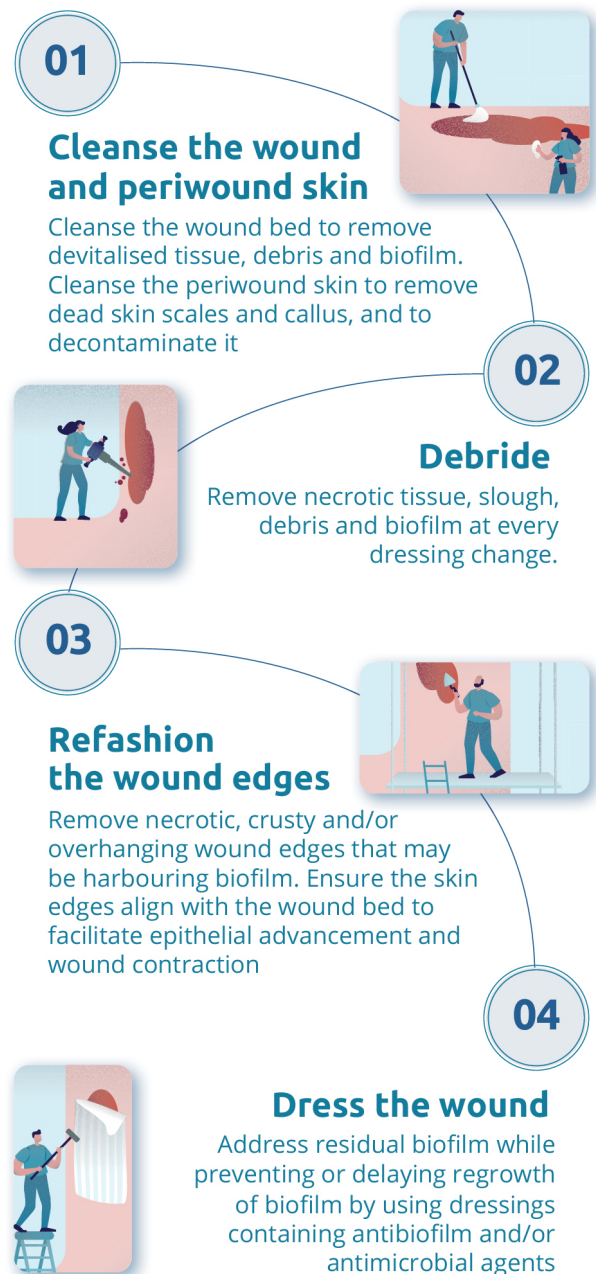 01
Cleanse the wound
and periwound skin
Cleanse the wound bed to remove
devitalised tissue, debris and biofilm.
Cleanse the periwound skin to remove
dead skin scales and callus, and to
decontaminate it
02
Debride
Remove necrotic tissue, slough,
debris and biofilm at every
dressing change.
03
Refashion
the wound edges
Remove necrotic, crusty and/or
overhanging wound edges that may
be harbouring biofilm. Ensure the skin
edges align with the wound bed to
facilitate epithelial advancement and
wound contraction
04
Dress the wound
Address residual biofilm while
preventing or delaying regrowth
of biofilm by using dressings
containing antibiofilm and/or
antimicrobial agents